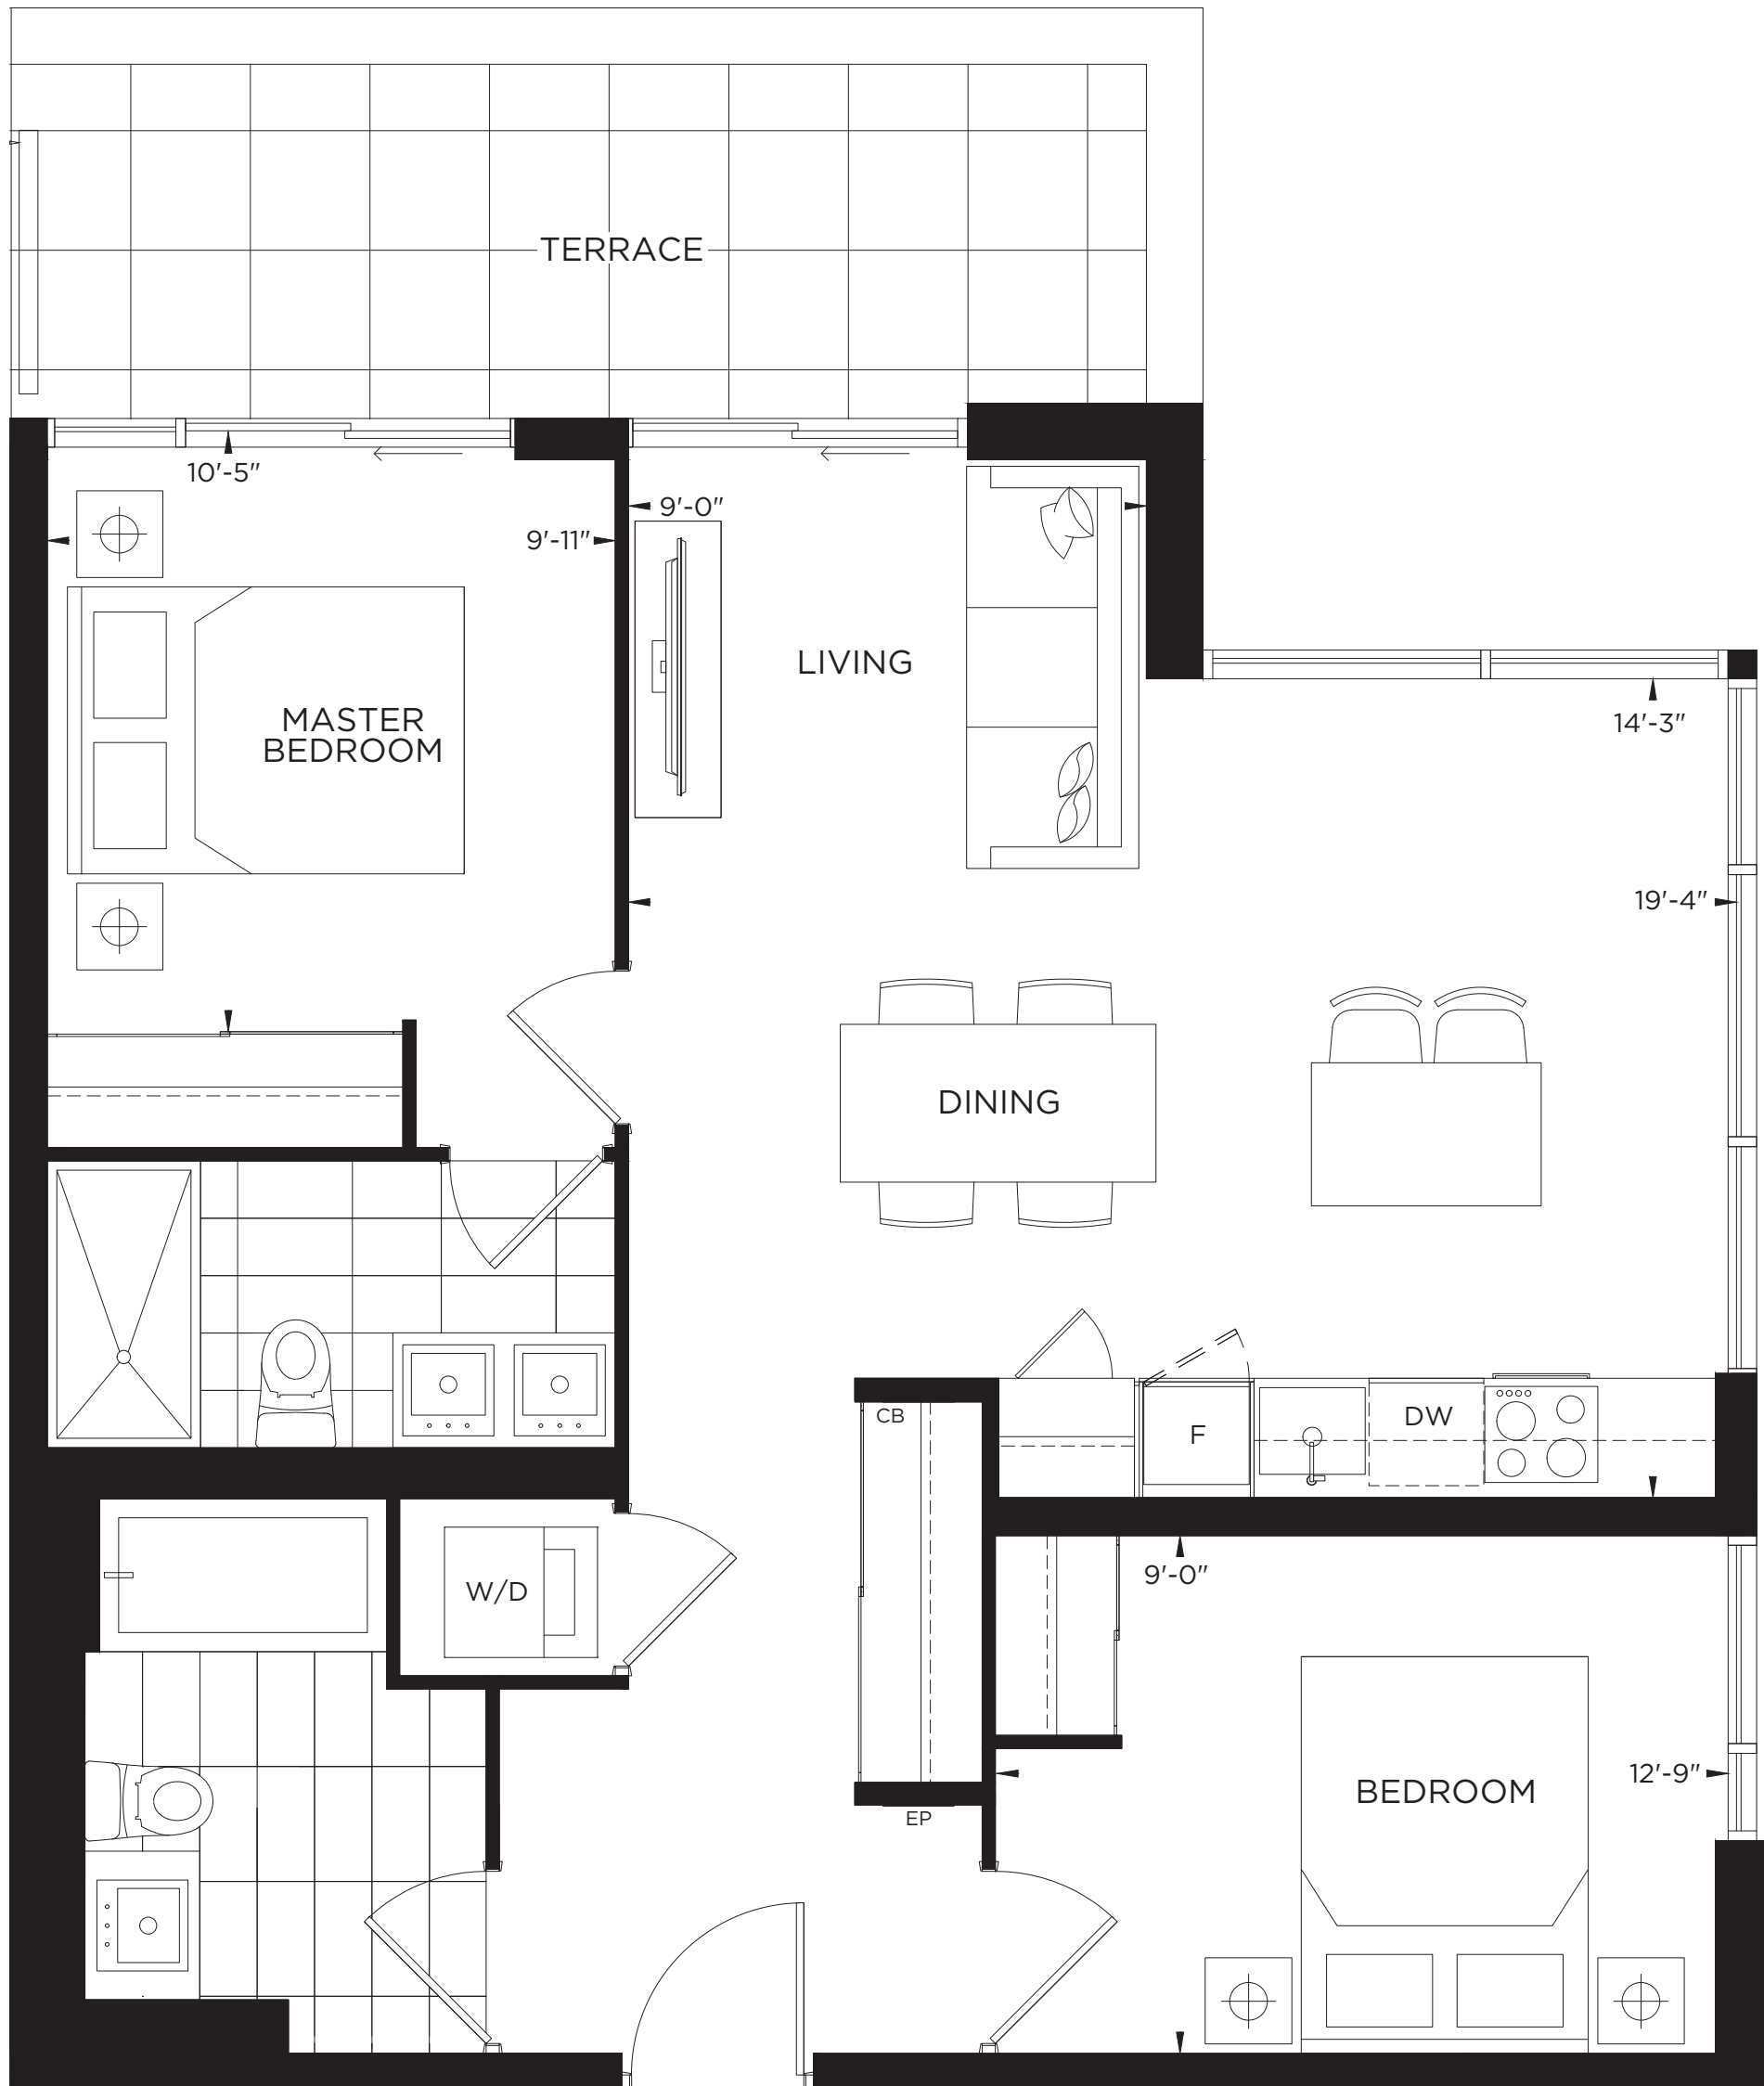 TERRACE
10'-5"
9'-0"
9'-11"
LIVING
MASTER
BEDROOM
14'-3"
19'-4"
DINING
CB
DW
F
W/D
9'-0"
12'-9"
BEDROOM
EP